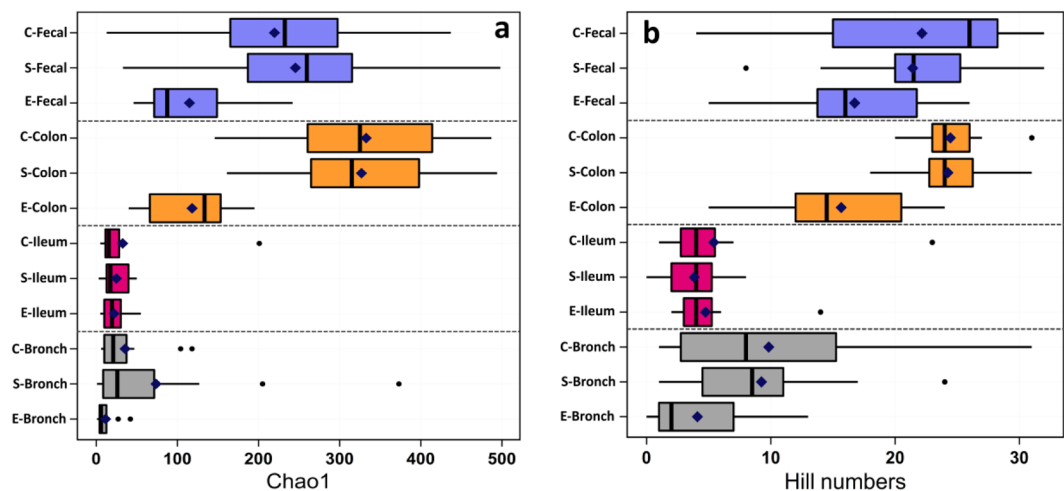 a
C-Fecal
S-Fecal
E-Fecal
C-Colon
S-Colon
E-Colon
C-Ileum
S-Ileum
E-Ileum
C-Bronch
S-Bronch
E-Bronch
0 100 200 300 400 500
Chao1
b
C-Fecal
S-Fecal
E-Fecal
C-Colon
S-Colon
E-Colon
C-Ileum
S-Ileum
E-Ileum
C-Bronch
S-Bronch
E-Bronch
0 10 20 30
Hill numbers